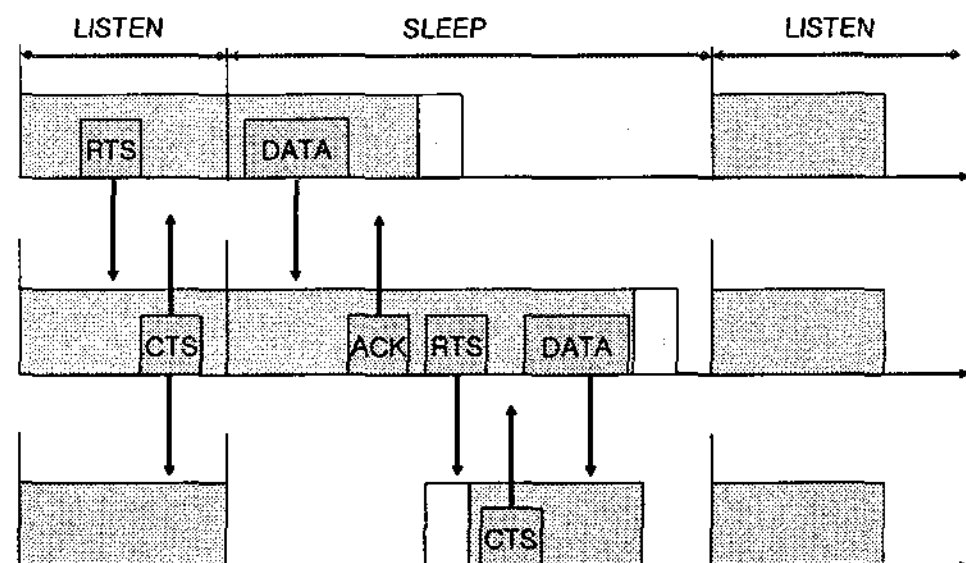 LISTEN SLEEP LISTEN
RTS DATA
CTS ACK RTS DATA
CTS